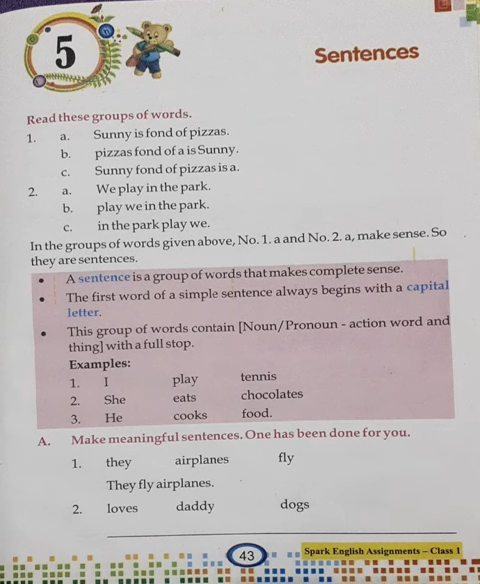 5
Sentences
Read these groups of words.
1. a. Sunny is fond of pizzas.
b. pizzas fond of a is Sunny.
c. Sunny fond of pizzas is a.
2. a. We play in the park.
b. play we in the park.
c. in the park play we.
In the groups of words given above, No. 1. a and No. 2. a, make sense. So
they are sentences.
• A sentence is a group of words that makes complete sense.
• The first word of a simple sentence always begins with a capital
letter.
• This group of words contain [Noun/Pronoun - action word and
thing] with a full stop.
Examples:
1. I play tennis
2. She eats chocolates
3. He cooks food.
A. Make meaningful sentences. One has been done for you.
1. they airplanes fly
They fly airplanes.
2. loves daddy dogs
43
Spark English Assignments – Class 1